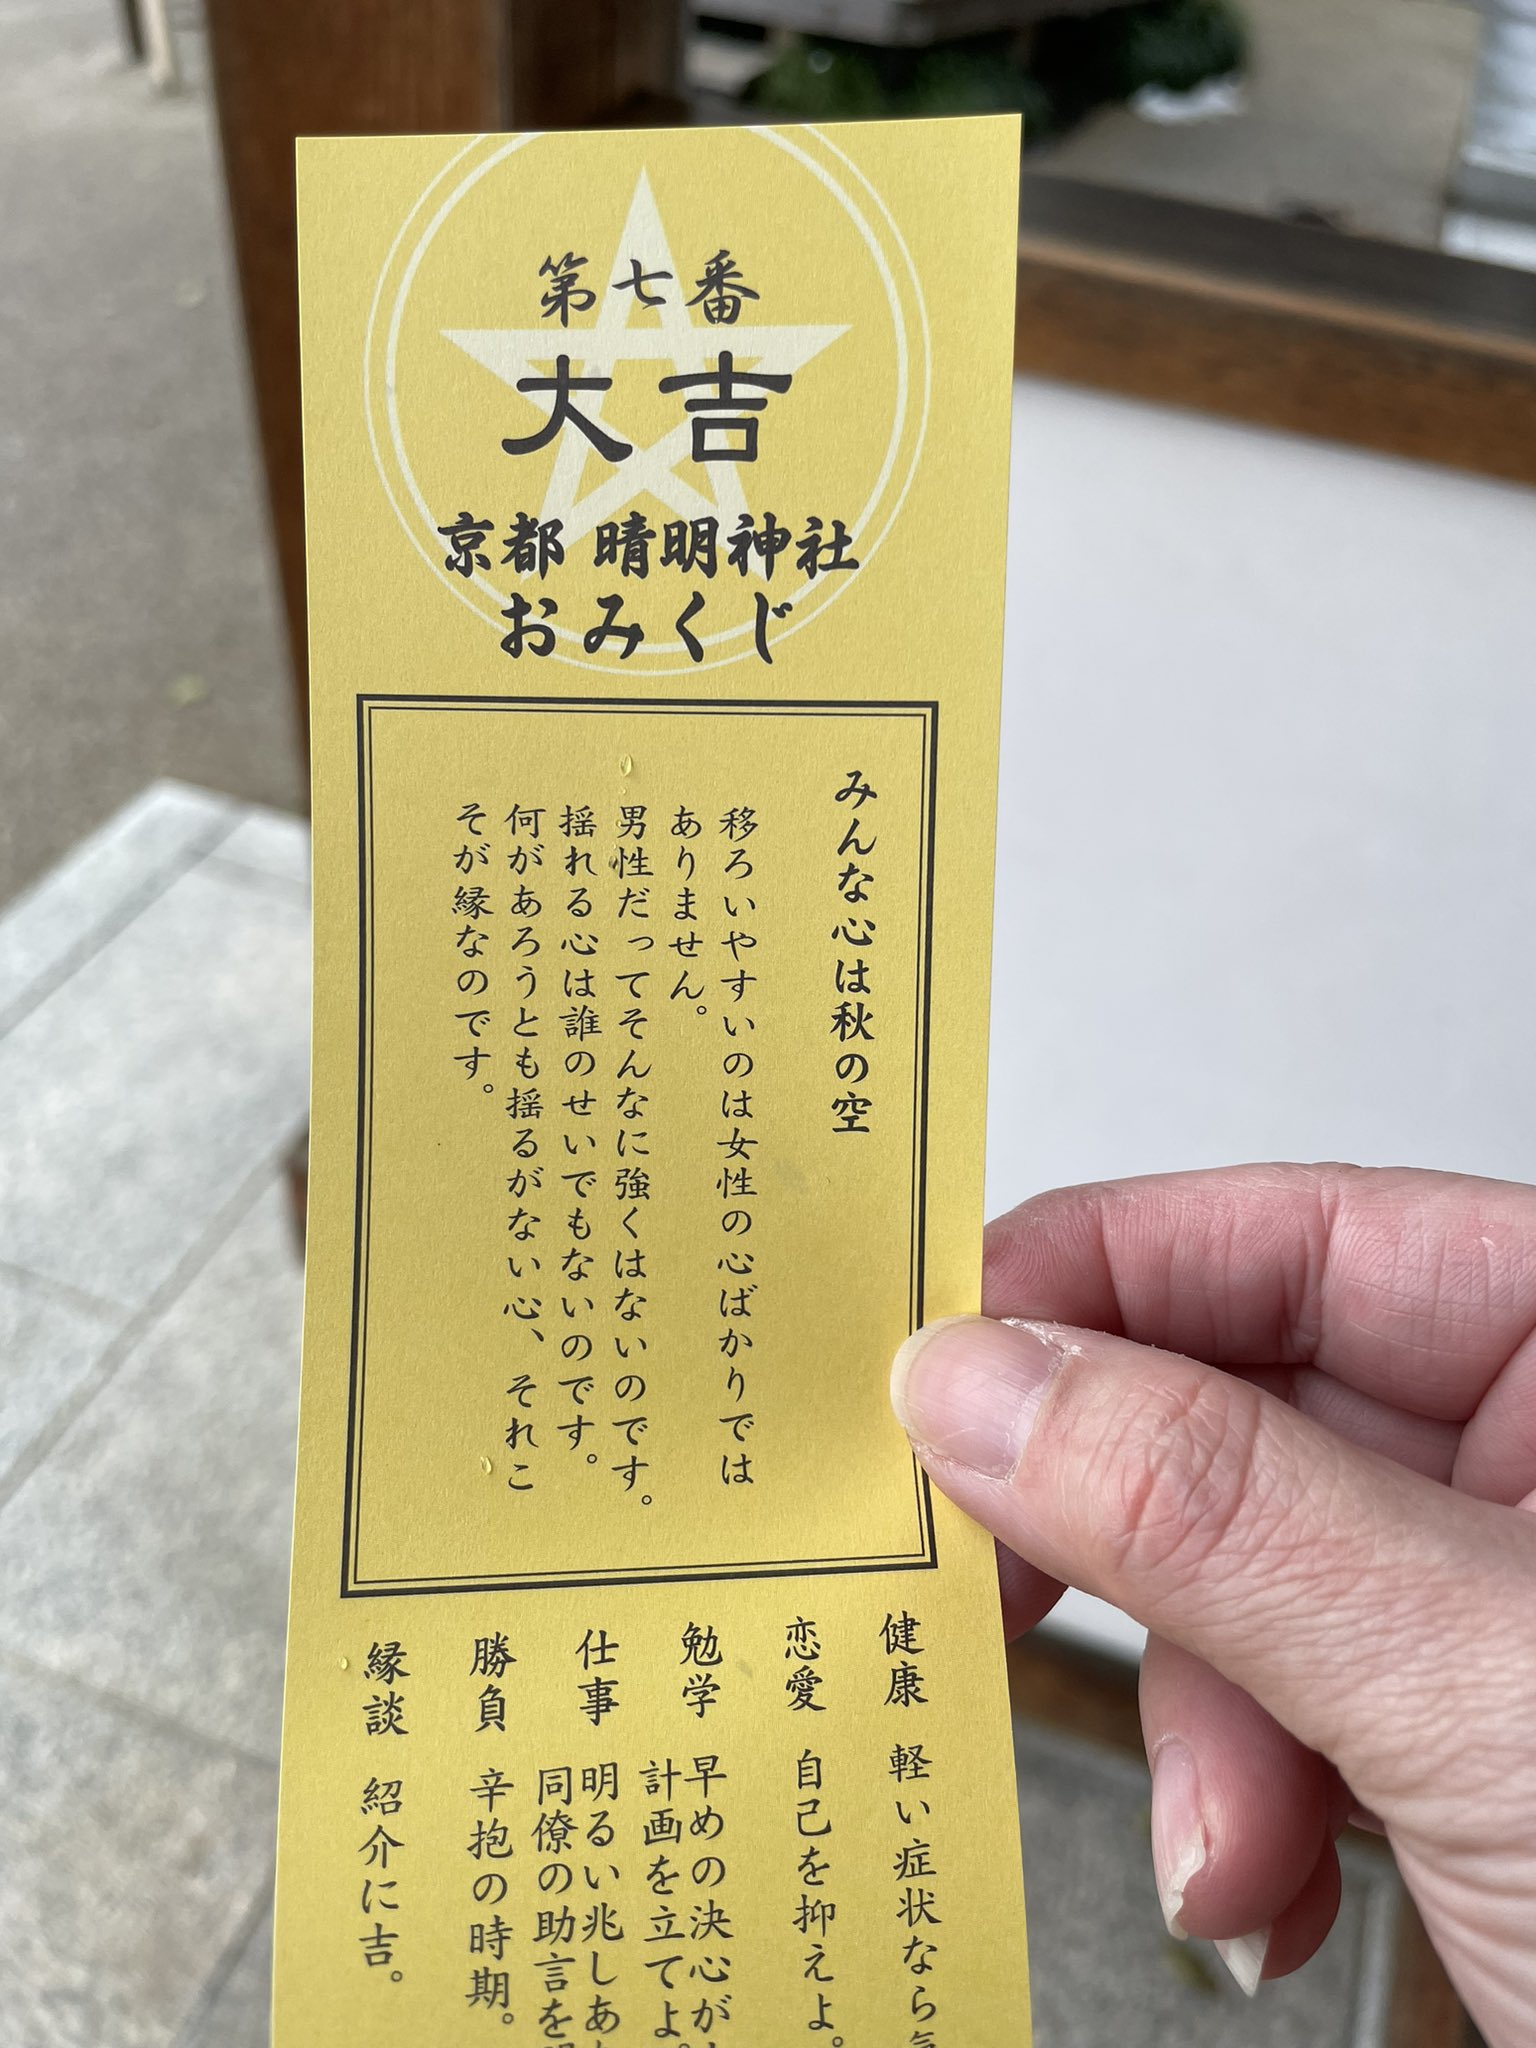 第七番
大吉
京都 晴明神社
おみくじ
みんな心は秋の空
移ろいやすいのは女性の心ばかりでは
ありません。
男性だってそんなに強くはないのです。
揺れる心は誰のせいでもないのです。
何があろうとも揺るがない心、それこ
そが縁なのです。
健康 軽い症状なら
恋愛 自己を抑えよ。
勉学 早めの決心が
計画を立てよ。
仕事 明るい兆しあ
同僚の助言を
勝負 辛抱の時期。
縁談 紹介に吉。